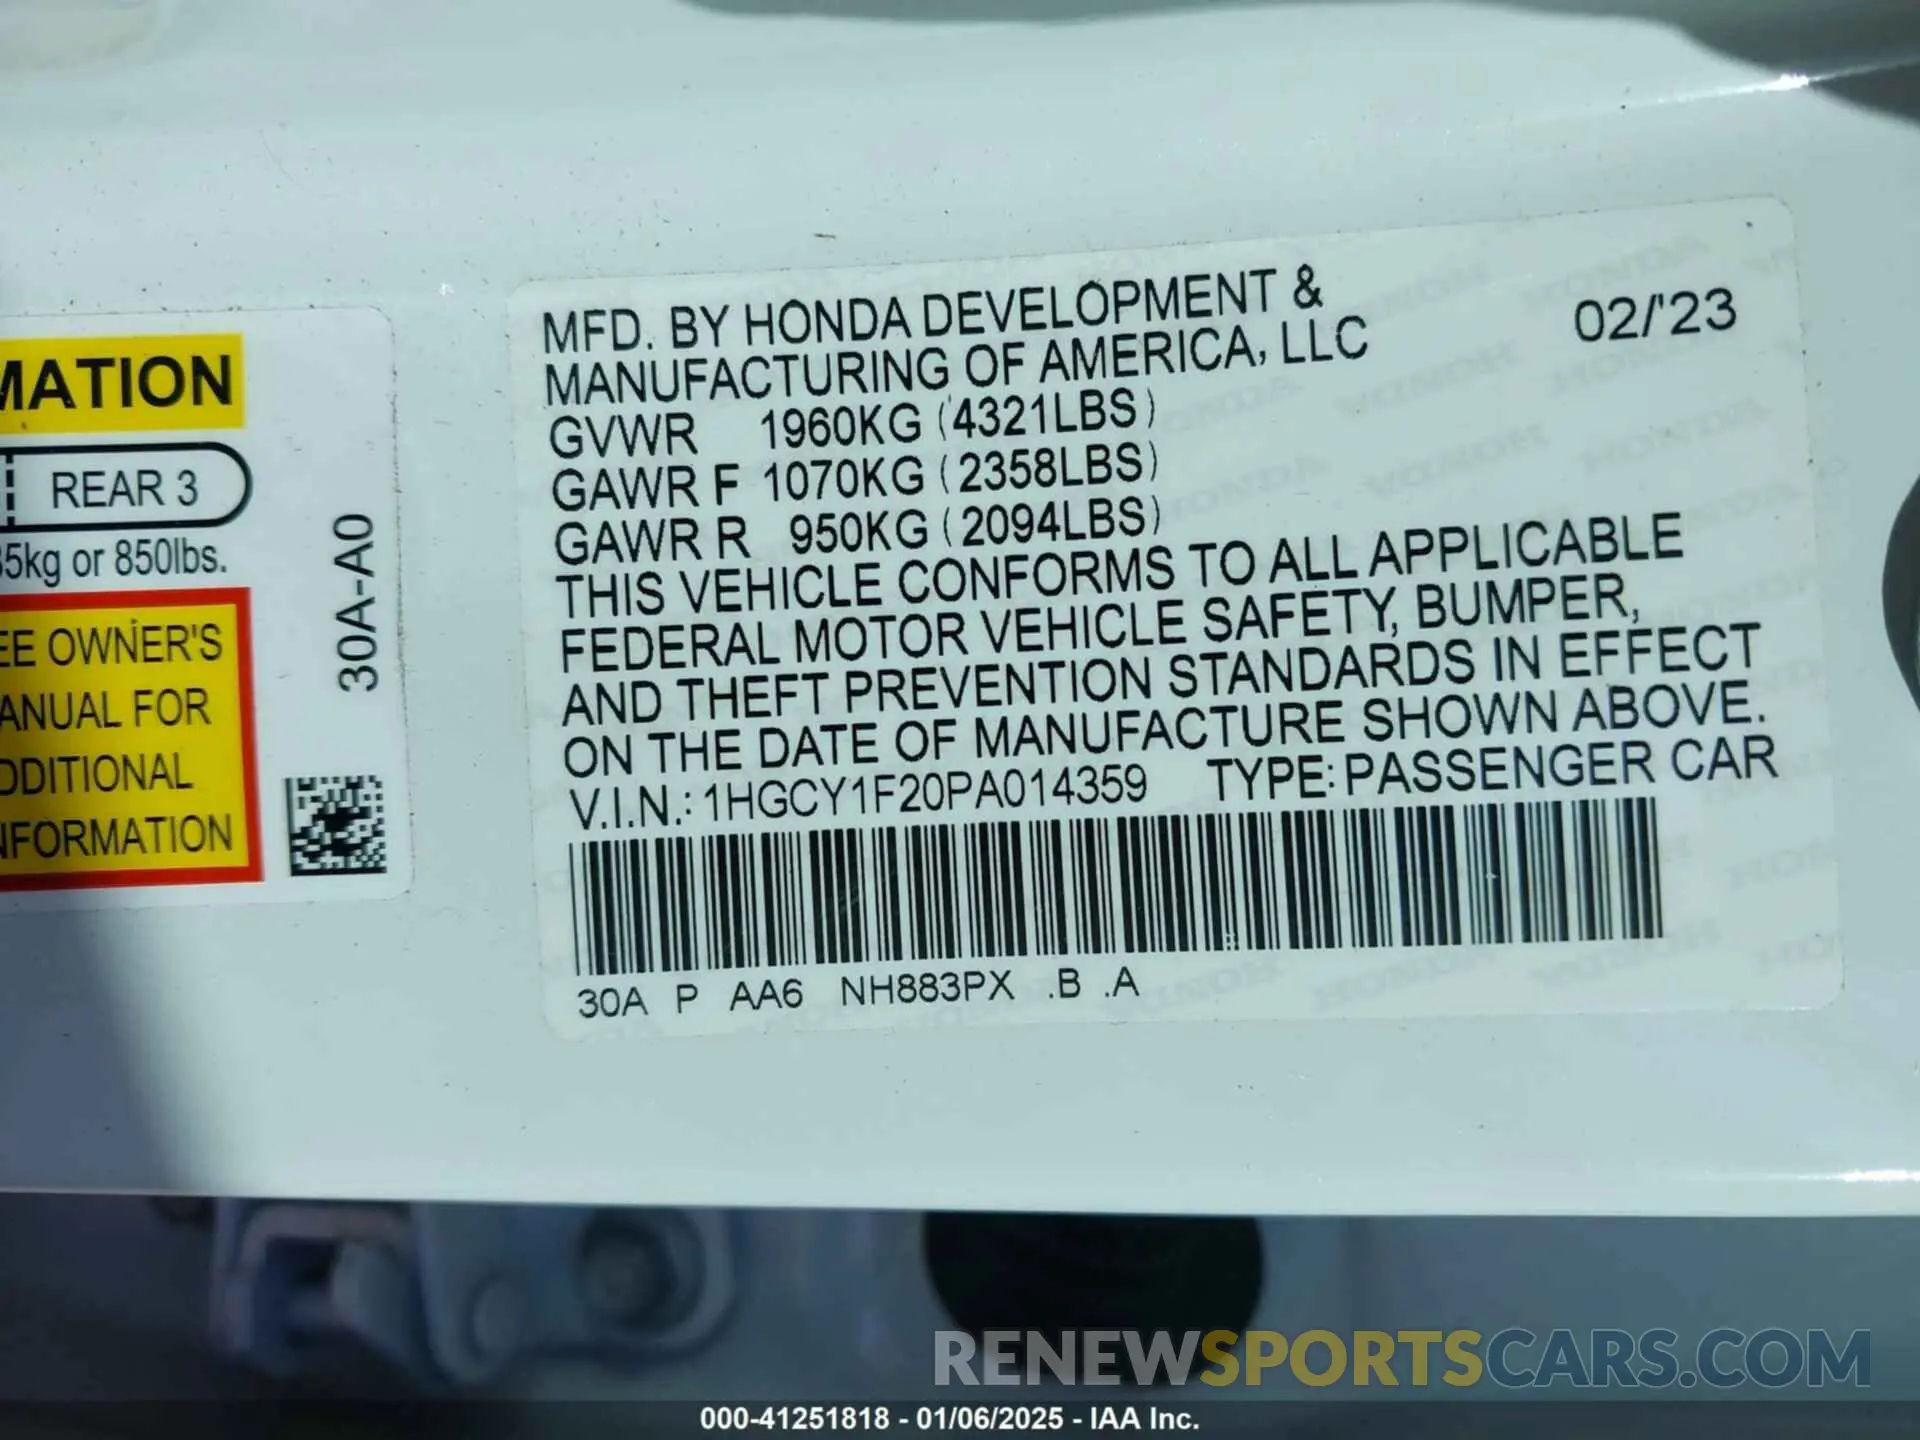 MATION
REAR 3
5kg or 850lbs.
EE OWNER'S
ANUAL FOR
DDITIONAL
NFORMATION
30A-A0
MFD. BY HONDA DEVELOPMENT &
MANUFACTURING OF AMERICA, LLC
02/'23
GVWR 1960KG (4321LBS)
GAWR F 1070KG (2358LBS)
GAWR R 950KG (2094LBS)
THIS VEHICLE CONFORMS TO ALL APPLICABLE
FEDERAL MOTOR VEHICLE SAFETY, BUMPER,
AND THEFT PREVENTION STANDARDS IN EFFECT
ON THE DATE OF MANUFACTURE SHOWN ABOVE.
V.I.N.: 1HGCY1F20PA014359 TYPE: PASSENGER CAR
30A P AA6 NH883PX .B .A
RENEWSPORTSCARS.COM
000-41251818 - 01/06/2025 - IAA Inc.